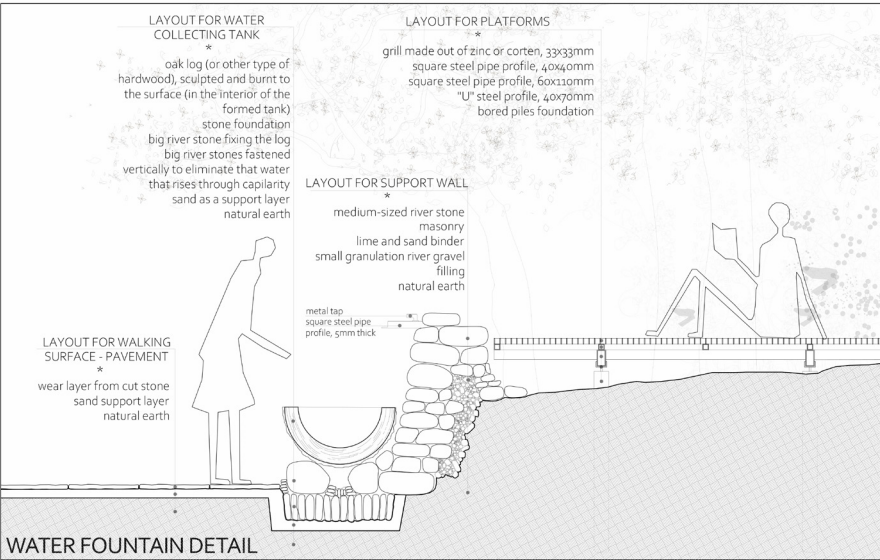 LAYOUT FOR WATER
COLLECTING TANK
*
oak log (or other type of
hardwood), sculpted and burnt to
the surface (in the interior of the
formed tank)
stone foundation
big river stone fixing the log
big river stones fastened
vertically to eliminate that water
that rises through capilarity
sand as a support layer
natural earth
LAYOUT FOR PLATFORMS
*
grill made out of zinc or corten, 33x33mm
square steel pipe profile, 40x40mm
square steel pipe profile, 60x110mm
"U" steel profile, 40x70mm
bored piles foundation
LAYOUT FOR SUPPORT WALL
*
medium-sized river stone
masonry
lime and sand binder
small granulation river gravel
filling
natural earth
metal tap
square steel pipe
profile, 5mm thick
LAYOUT FOR WALKING
SURFACE - PAVEMENT
*
wear layer from cut stone
sand support layer
natural earth
WATER FOUNTAIN DETAIL